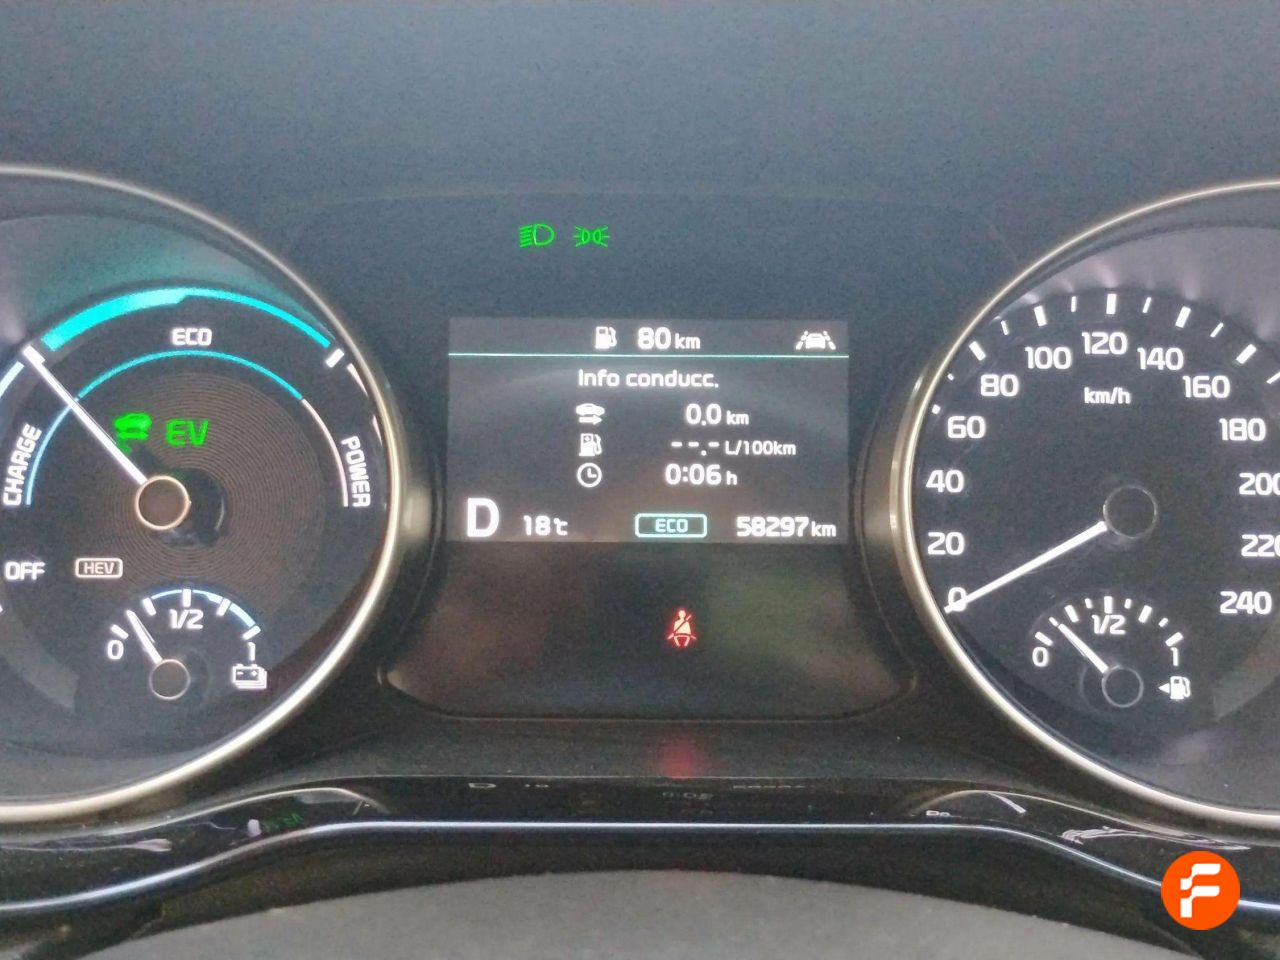 80 km
Info conducc.
0.0 km
--.- L/100km
0:06 h
D 18°C ECO 58297 km
CHARGE
ECO
POWER
EV
OFF
HEV
0 1/2 1
0
20
40
60
80
100
120
140
160
180
200
220
240
km/h
0 1/2 1
F